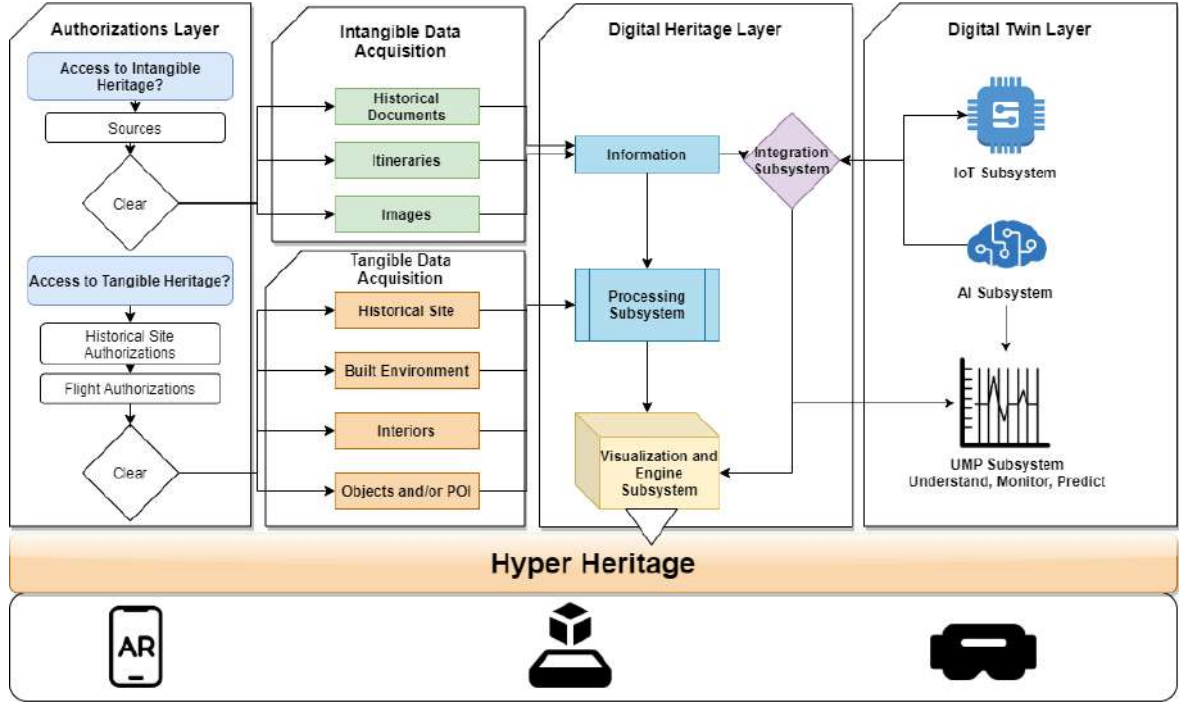 Authorizations Layer
Access to Intangible
Heritage?
Sources
Clear
Access to Tangible Heritage?
Historical Site
Authorizations
Flight Authorizations
Clear
Intangible Data
Acquisition
Historical
Documents
Itineraries
Images
Tangible Data
Acquisition
Historical Site
Built Environment
Interiors
Objects and/or POI
Digital Heritage Layer
Information
Integration
Subsystem
Processing
Subsystem
Visualization and
Engine
Subsystem
Digital Twin Layer
IoT Subsystem
AI Subsystem
UMP Subsystem
Understand, Monitor, Predict
Hyper Heritage
AR